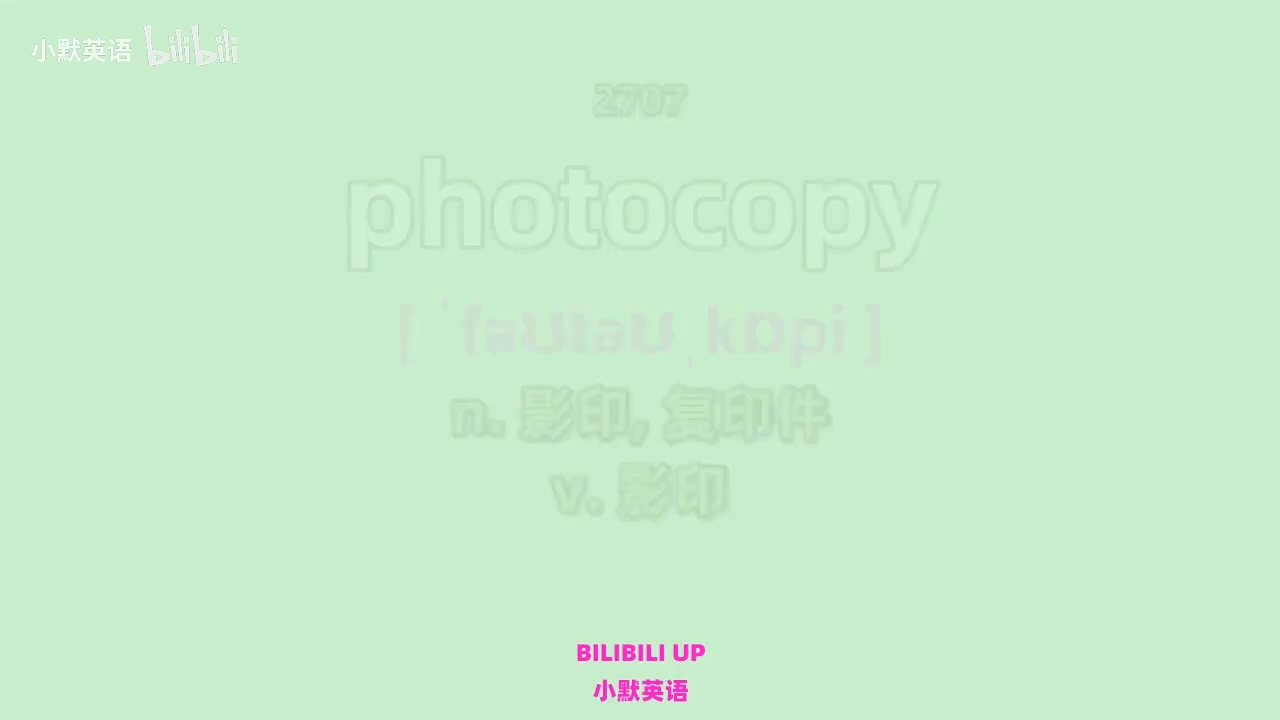 小默英语 bilibili
2707
photocopy
[ ˈfəʊtəʊˌkɒpi ]
n. 影印, 复印件
v. 影印
BILIBILI UP
小默英语